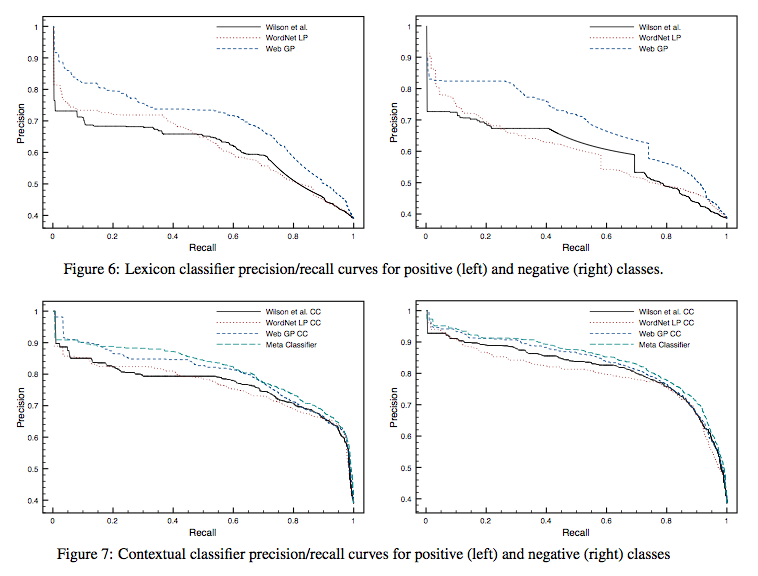 1
0.9
0.8
0.7
0.6
0.5
0.4
Precision
Wilson et al.
WordNet LP
Web GP
0 0.2 0.4 0.6 0.8 1
Recall
1
0.9
0.8
0.7
0.6
0.5
0.4
Precision
Wilson et al.
WordNet LP
Web GP
0 0.2 0.4 0.6 0.8 1
Recall
Figure 6: Lexicon classifier precision/recall curves for positive (left) and negative (right) classes.
1
0.9
0.8
0.7
0.6
0.5
0.4
Precision
Wilson et al. CC
WordNet LP CC
Web GP CC
Meta Classifier
0 0.2 0.4 0.6 0.8 1
Recall
1
0.9
0.8
0.7
0.6
0.5
0.4
Precision
Wilson et al. CC
WordNet LP CC
Web GP CC
Meta Classifier
0 0.2 0.4 0.6 0.8 1
Recall
Figure 7: Contextual classifier precision/recall curves for positive (left) and negative (right) classes